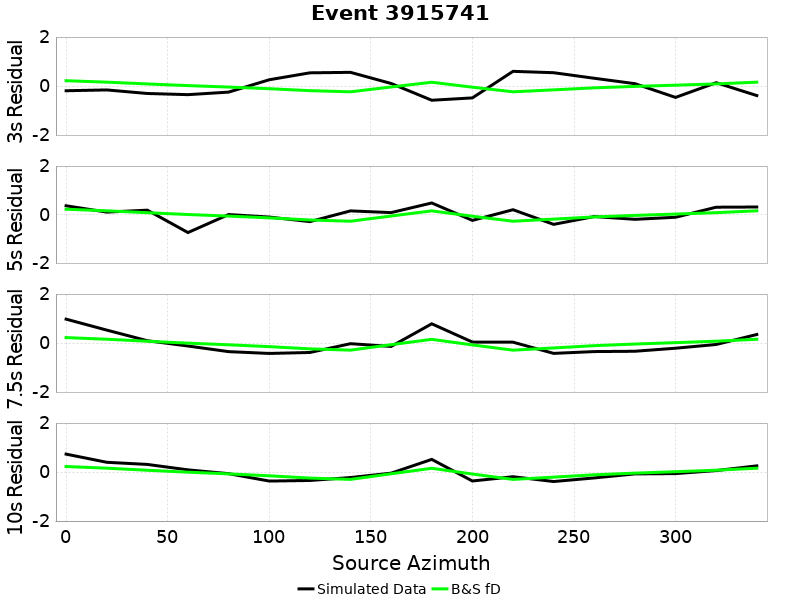 Event 3915741
3s Residual
2
0
-2
5s Residual
2
0
-2
7.5s Residual
2
0
-2
10s Residual
2
0
-2
0 50 100 150 200 250 300
Source Azimuth
Simulated Data B&S fD